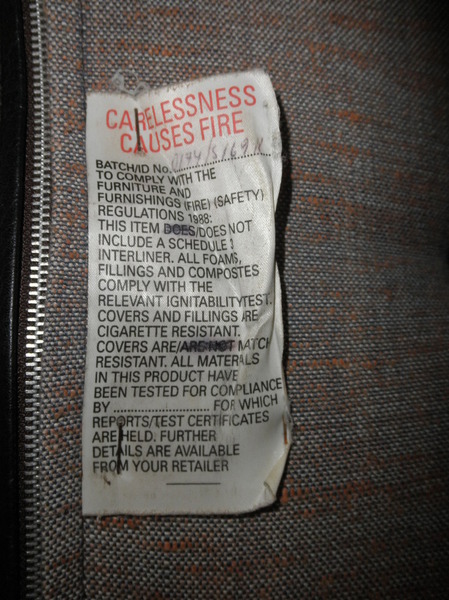 CARELESSNESS
CAUSES FIRE
BATCH/ID No.
TO COMPLY WITH THE
FURNITURE AND
FURNISHINGS (FIRE) (SAFETY)
REGULATIONS 1988:
THIS ITEM DOES/DOES NOT
INCLUDE A SCHEDULE 3
INTERLINER. ALL FOAMS,
FILLINGS AND COMPOSTES
COMPLY WITH THE
RELEVANT IGNITABILITY TEST.
COVERS AND FILLINGS ARE
CIGARETTE RESISTANT.
COVERS ARE/ARE NOT MATCH
RESISTANT. ALL MATERIALS
IN THIS PRODUCT HAVE
BEEN TESTED FOR COMPLIANCE
BY .......................... FOR WHICH
REPORTS/TEST CERTIFICATES
ARE HELD. FURTHER
DETAILS ARE AVAILABLE
FROM YOUR RETAILER